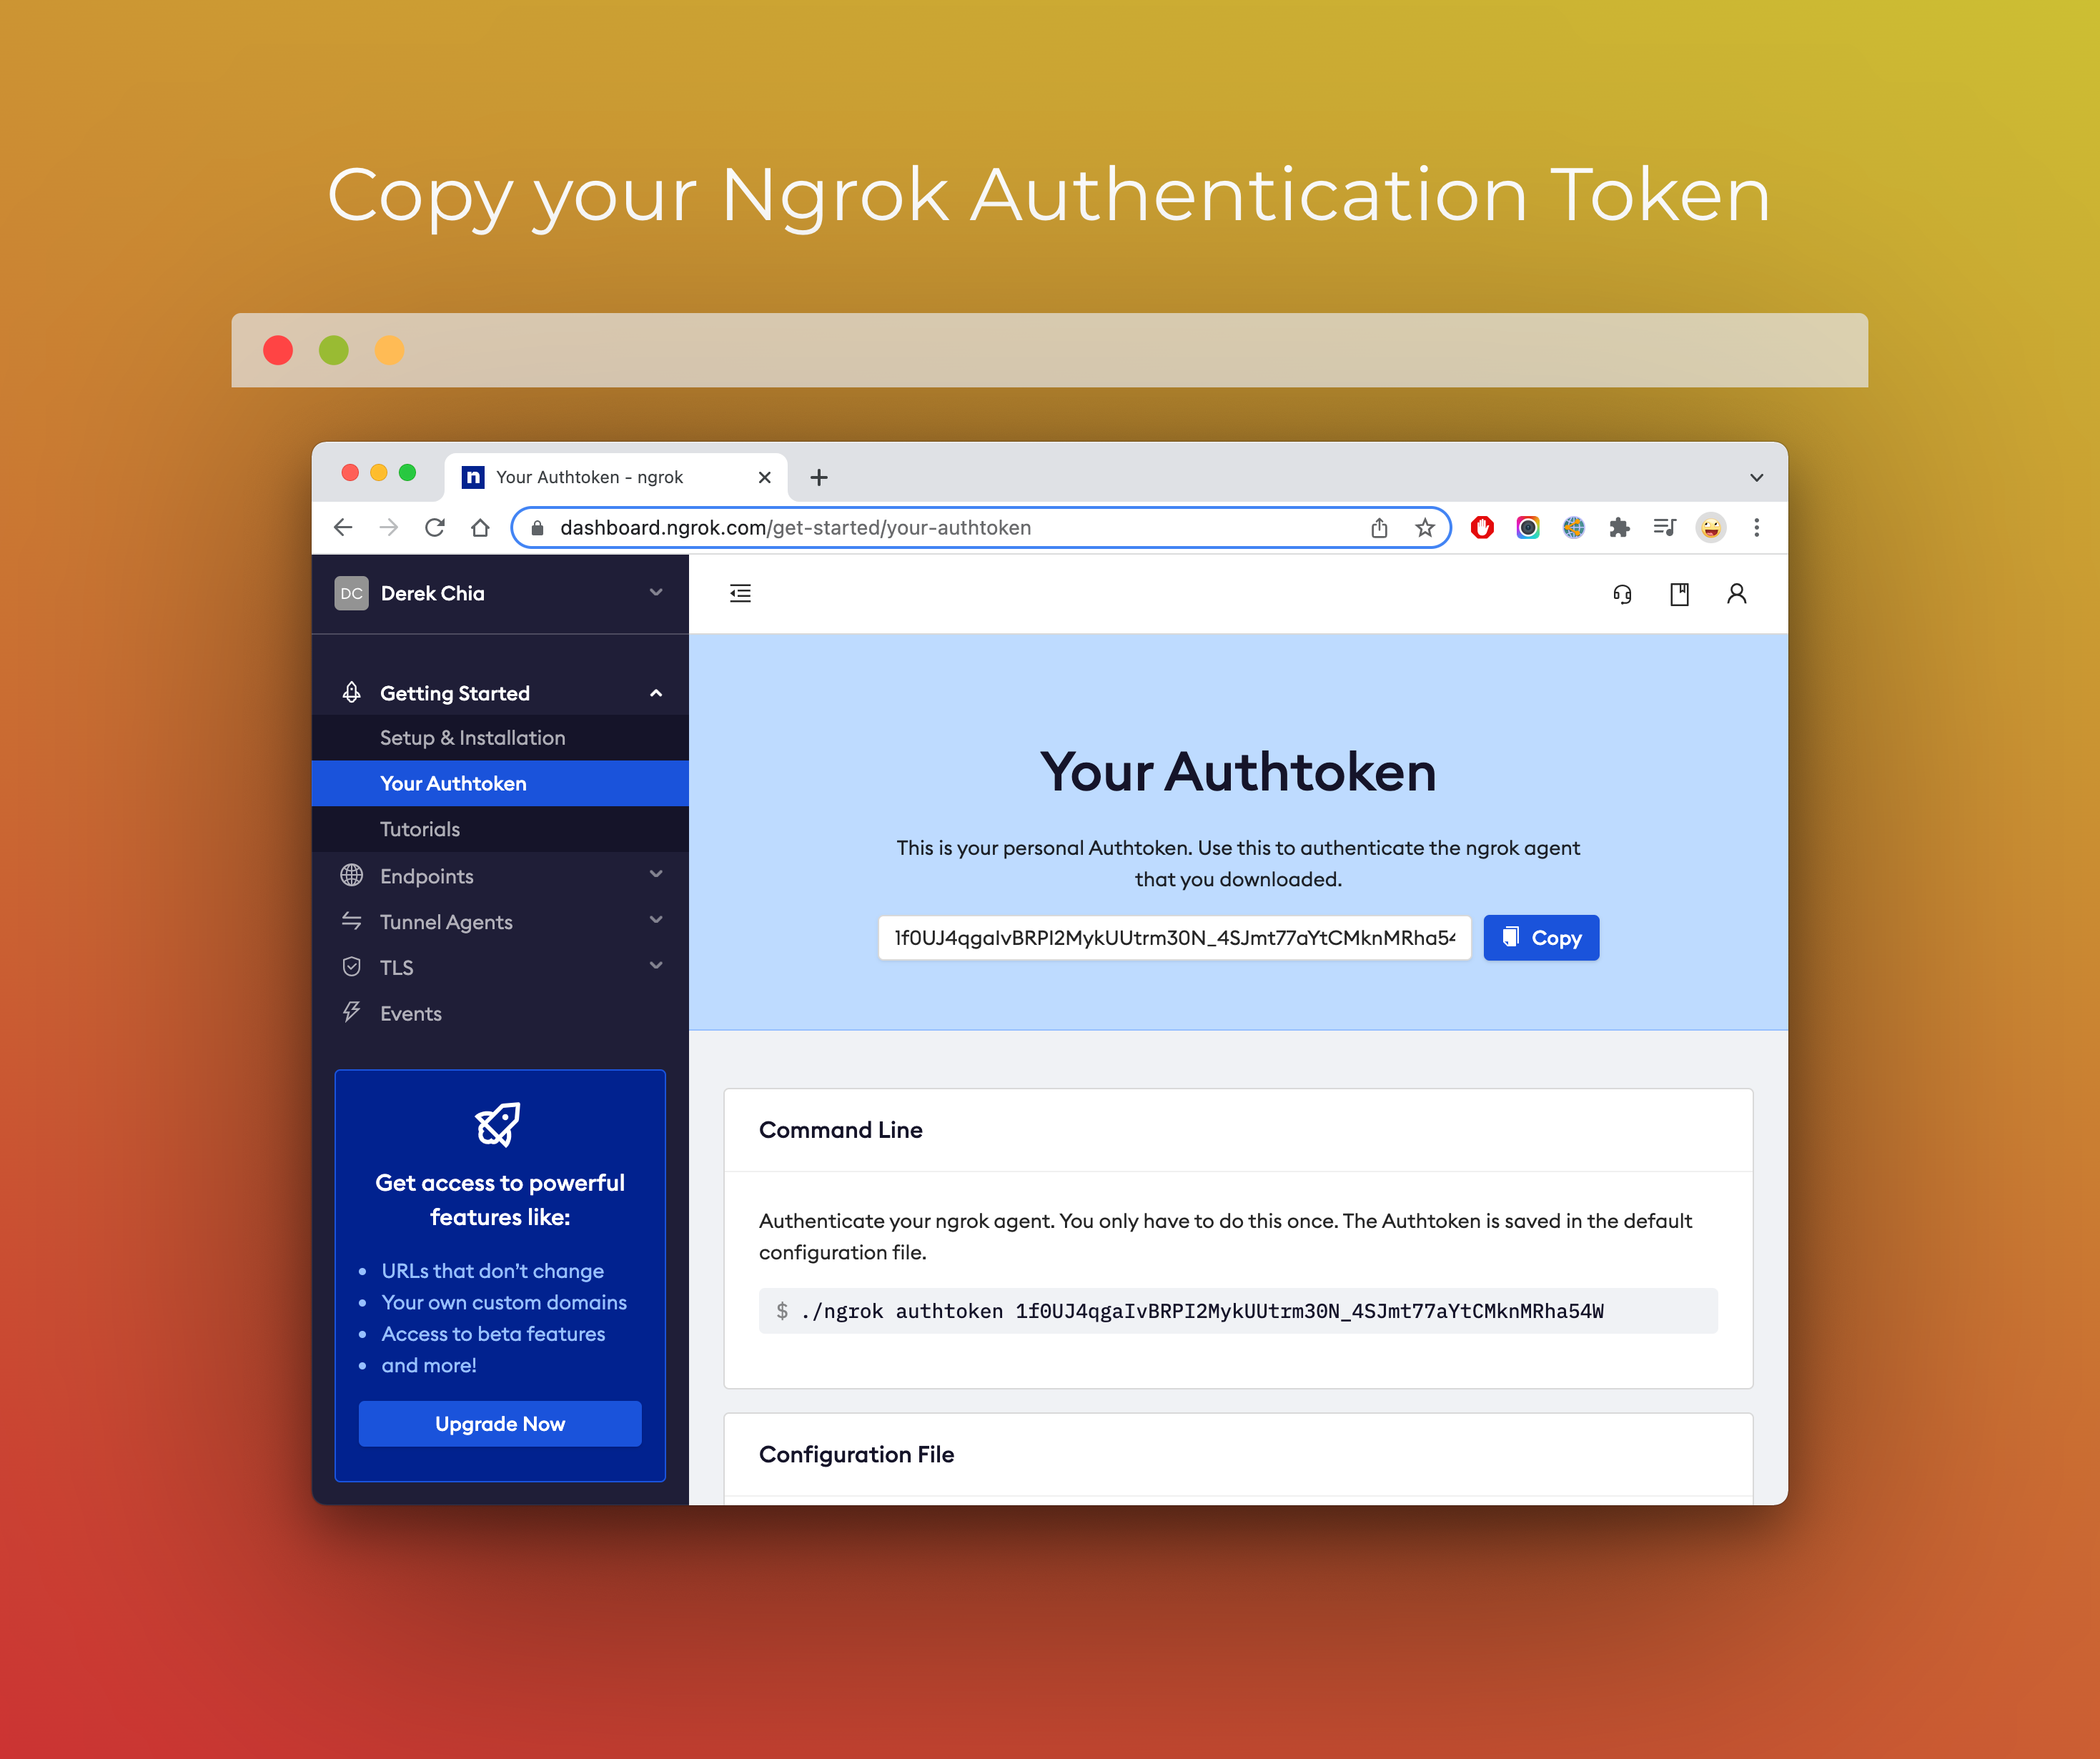 Copy your Ngrok Authentication Token
n Your Authtoken - ngrok
dashboard.ngrok.com/get-started/your-authtoken
DC Derek Chia
Getting Started
Setup & Installation
Your Authtoken
Tutorials
Endpoints
Tunnel Agents
TLS
Events
Get access to powerful
features like:
URLs that don't change
Your own custom domains
Access to beta features
and more!
Upgrade Now
Your Authtoken
This is your personal Authtoken. Use this to authenticate the ngrok agent
that you downloaded.
1f0UJ4qgaIvBRPI2MykUUtrm30N_4SJmt77aYtCMknMRha54 Copy
Command Line
Authenticate your ngrok agent. You only have to do this once. The Authtoken is saved in the default
configuration file.
$ ./ngrok authtoken 1f0UJ4qgaIvBRPI2MykUUtrm30N_4SJmt77aYtCMknMRha54W
Configuration File